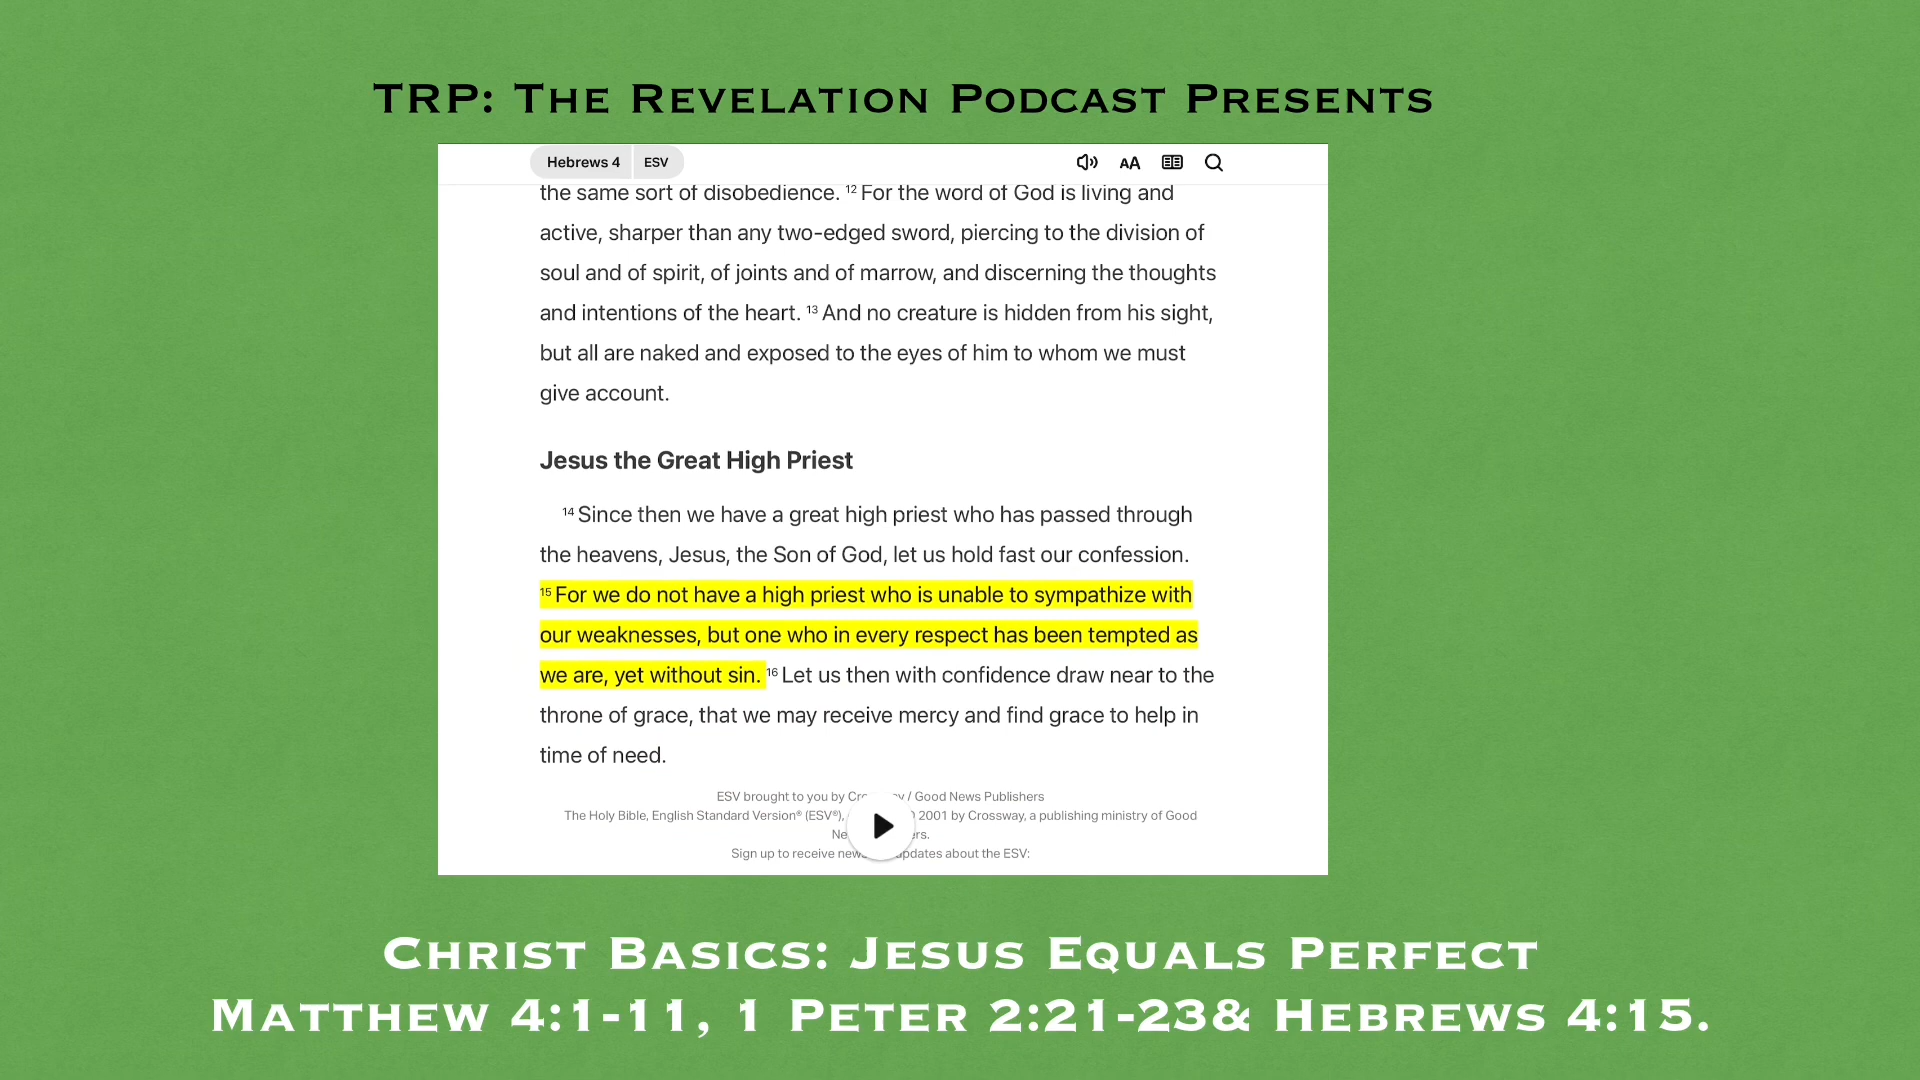 TRP: The Revelation Podcast Presents
Hebrews 4 ESV AA
the same sort of disobedience. 12 For the word of God is living and
active, sharper than any two-edged sword, piercing to the division of
soul and of spirit, of joints and of marrow, and discerning the thoughts
and intentions of the heart. 13 And no creature is hidden from his sight,
but all are naked and exposed to the eyes of him to whom we must
give account.
Jesus the Great High Priest
14 Since then we have a great high priest who has passed through
the heavens, Jesus, the Son of God, let us hold fast our confession.
15 For we do not have a high priest who is unable to sympathize with
our weaknesses, but one who in every respect has been tempted as
we are, yet without sin. 16 Let us then with confidence draw near to the
throne of grace, that we may receive mercy and find grace to help in
time of need.
ESV brought to you by / Good News Publishers
The Holy Bible, English Standard Version® (ESV®), 2001 by Crossway, a publishing ministry of Good
Sign up to receive updates about the ESV:
Christ Basics: Jesus Equals Perfect
Matthew 4:1-11, 1 Peter 2:21-23& Hebrews 4:15.